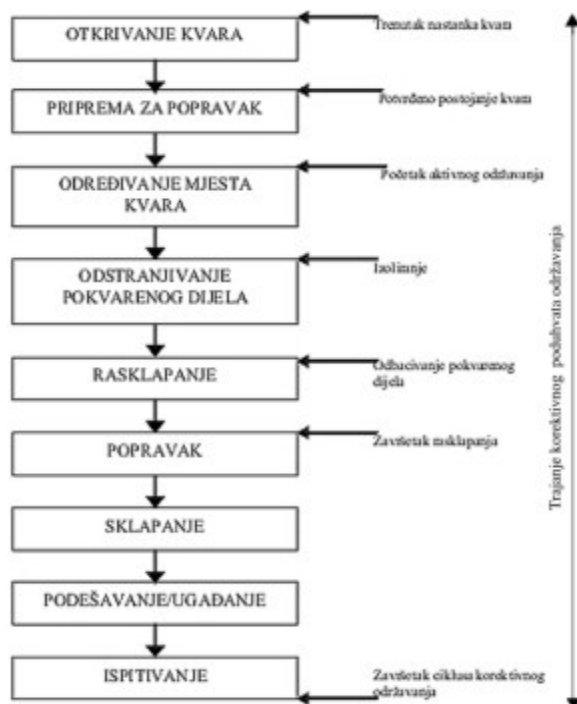 OTKRIVANJE KVARA
Trenutak nastanka kvara
PRIPREMA ZA POPRAVAK
Potvrđeno postojanje kvara
ODREĐIVANJE MJESTA
KVARA
Početak aktivnog održavanja
ODSTRANJIVANJE
POKVARENOG DIJELA
Izoliranje
RASKLAPANJE
Odbacivanje pokvarenog
dijela
POPRAVAK
Završetak rasklapanja
SKLAPANJE
PODEŠAVANJE/UGAĐANJE
ISPITIVANJE
Završetak ciklusa korektivnog
održavanja
Trajanje korektivnog poduhvata održavanja